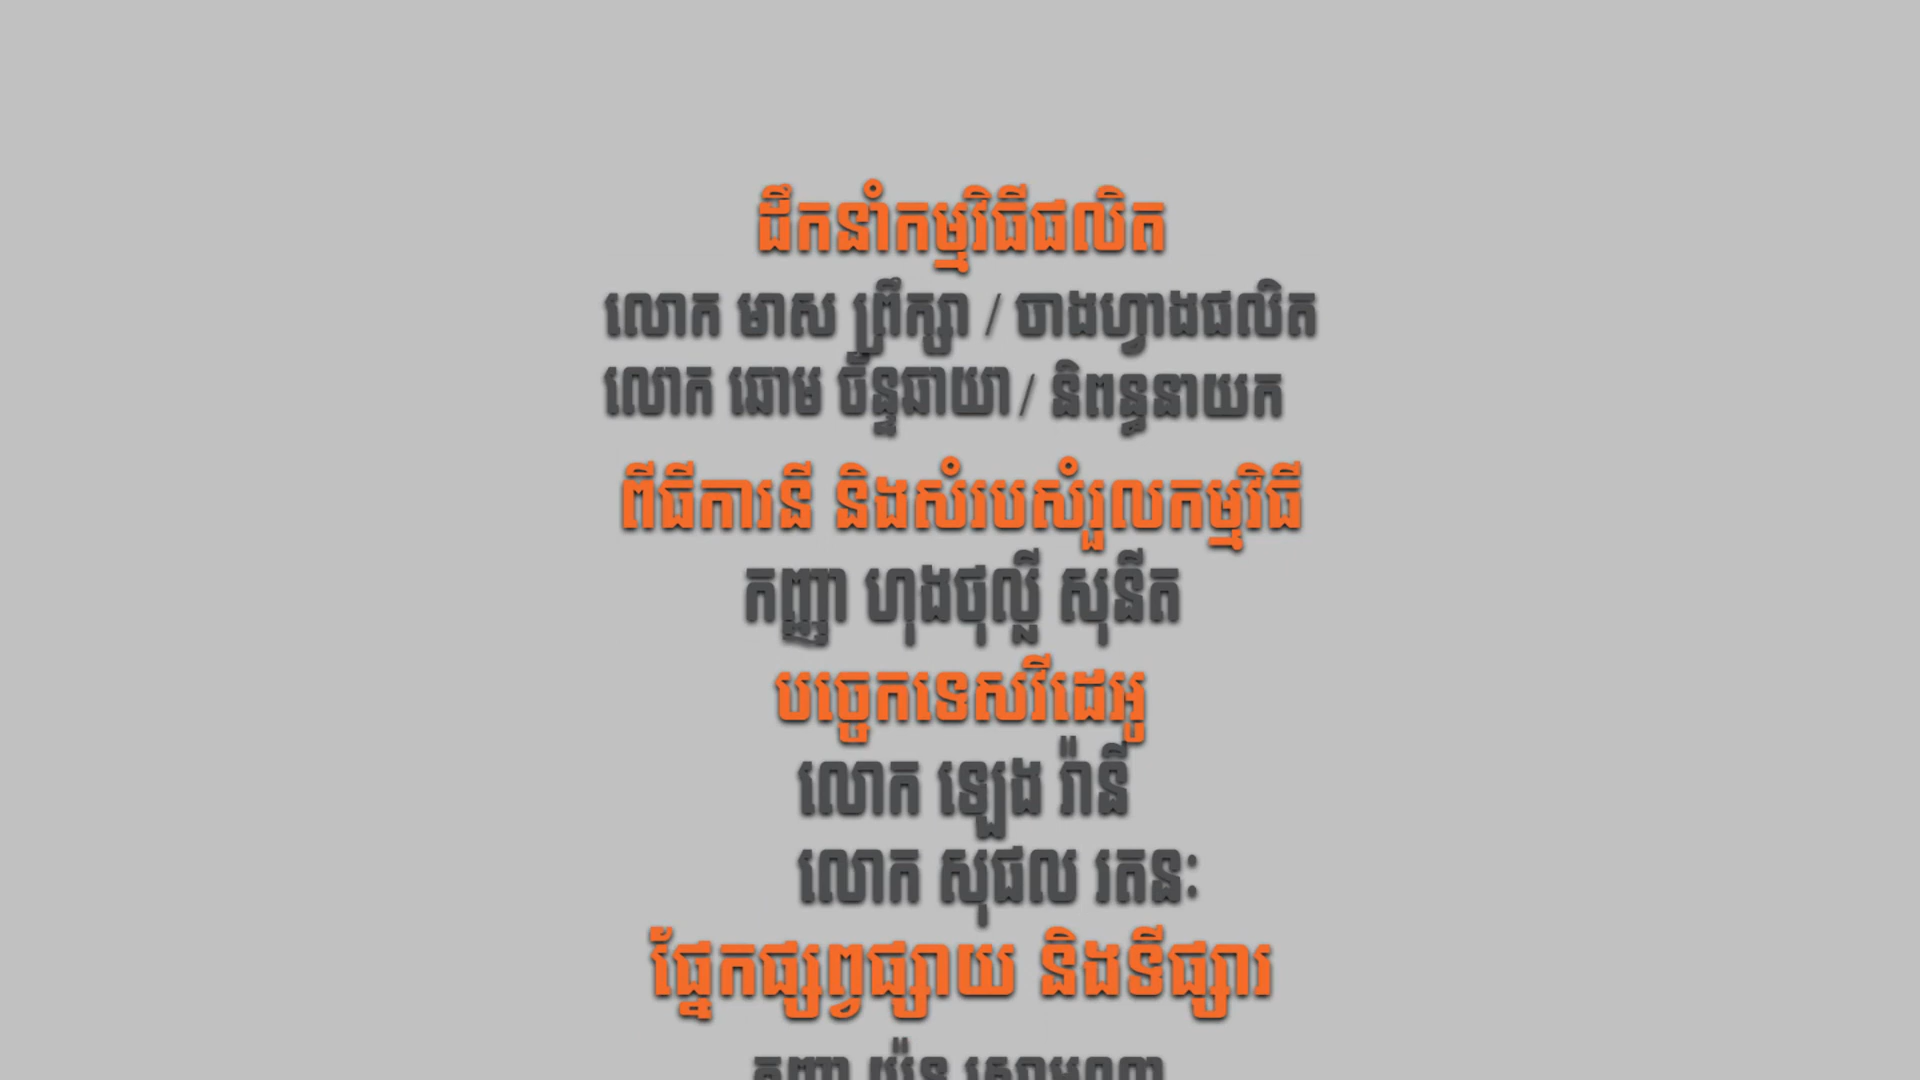 ដឹកនាំកម្មវិធីផលិត
លោក មាស ព្រឹក្សា / ចាងហ្វាងផលិត
លោក ឆោម ច័ន្ទឆាយា / និពន្ធនាយក
ពីធីការនី និងសំរបសំរួលកម្មវិធី
កញ្ញា ហុងថុល្លី សុនីត
បច្ចេកទេសវីដេអូ
លោក ឡេង រ៉ានី
លោក សុផល រតនៈ
ផ្នែកផ្សព្វផ្សាយ និងទីផ្សារ
កញ្ញា